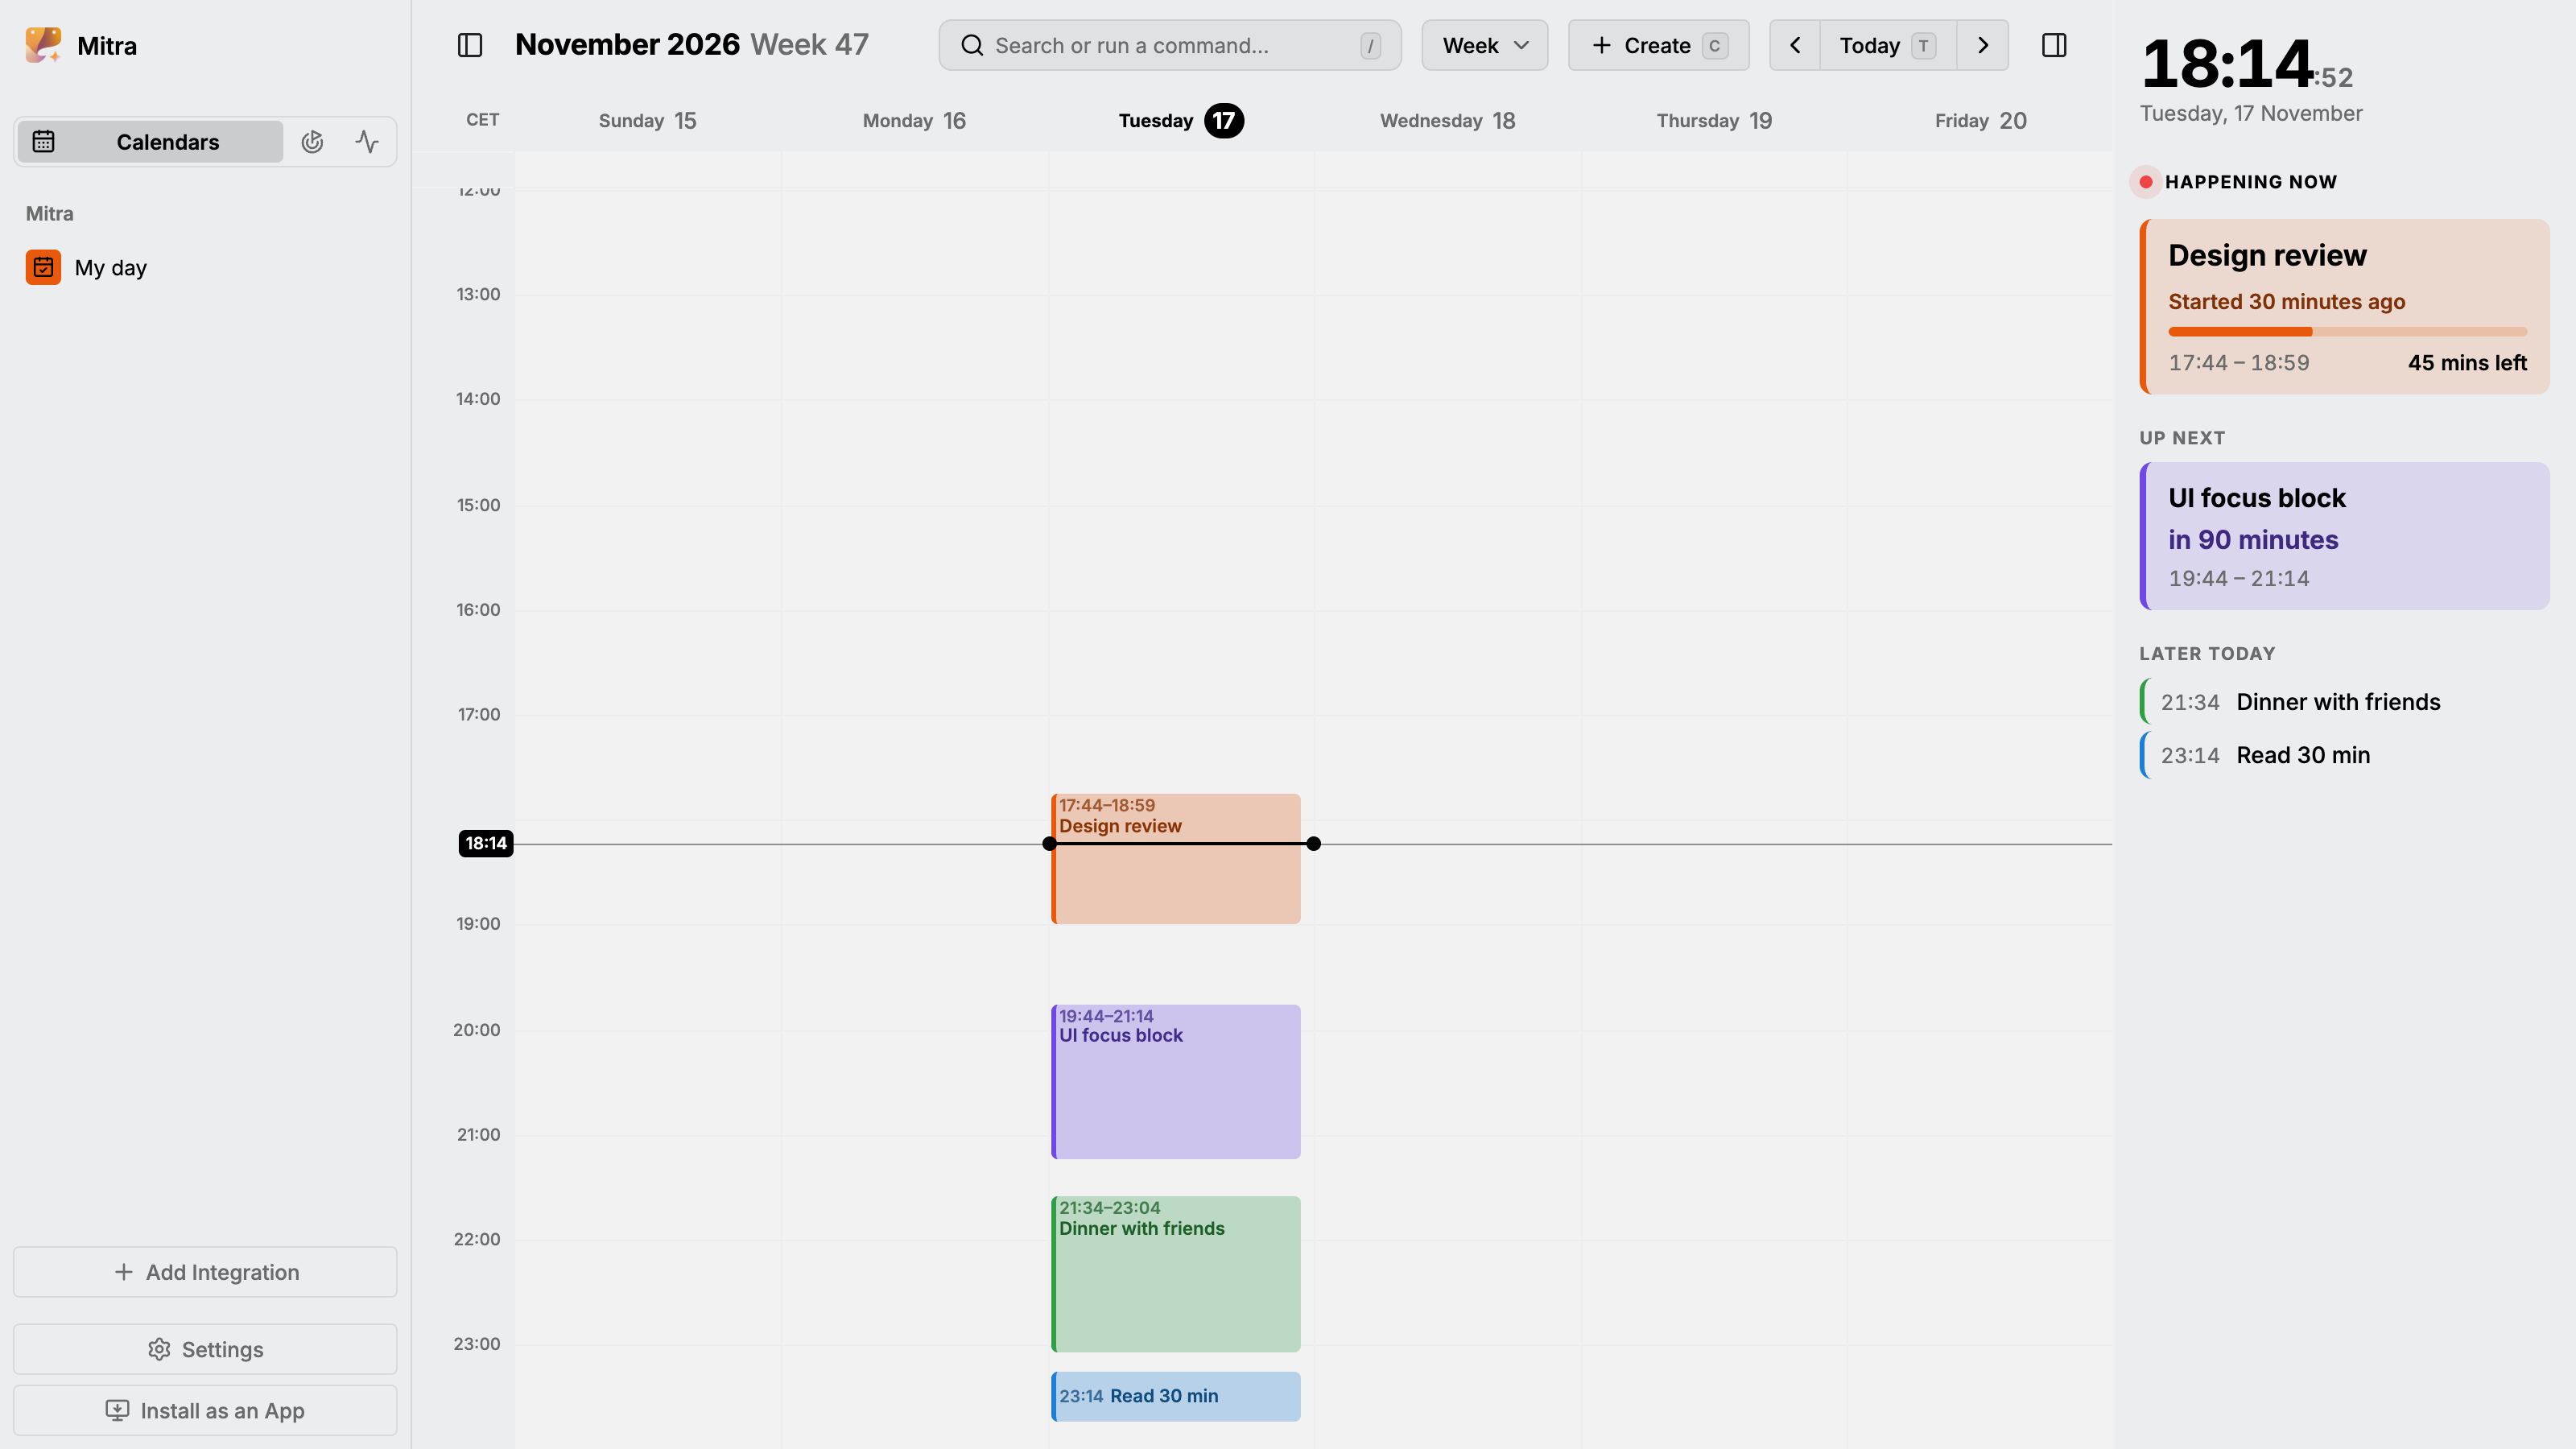 Mitra
Calendars
Mitra
My day
Add Integration
Settings
Install as an App
November 2026 Week 47
Search or run a command... /
Week
Create C
Today T
CET
Sunday 15
Monday 16
Tuesday 17
Wednesday 18
Thursday 19
Friday 20
12:00
13:00
14:00
15:00
16:00
17:00
18:14
19:00
20:00
21:00
22:00
23:00
17:44–18:59
Design review
19:44–21:14
UI focus block
21:34–23:04
Dinner with friends
23:14 Read 30 min
18:14:52
Tuesday, 17 November
HAPPENING NOW
Design review
Started 30 minutes ago
17:44 – 18:59 45 mins left
UP NEXT
UI focus block
in 90 minutes
19:44 – 21:14
LATER TODAY
21:34 Dinner with friends
23:14 Read 30 min